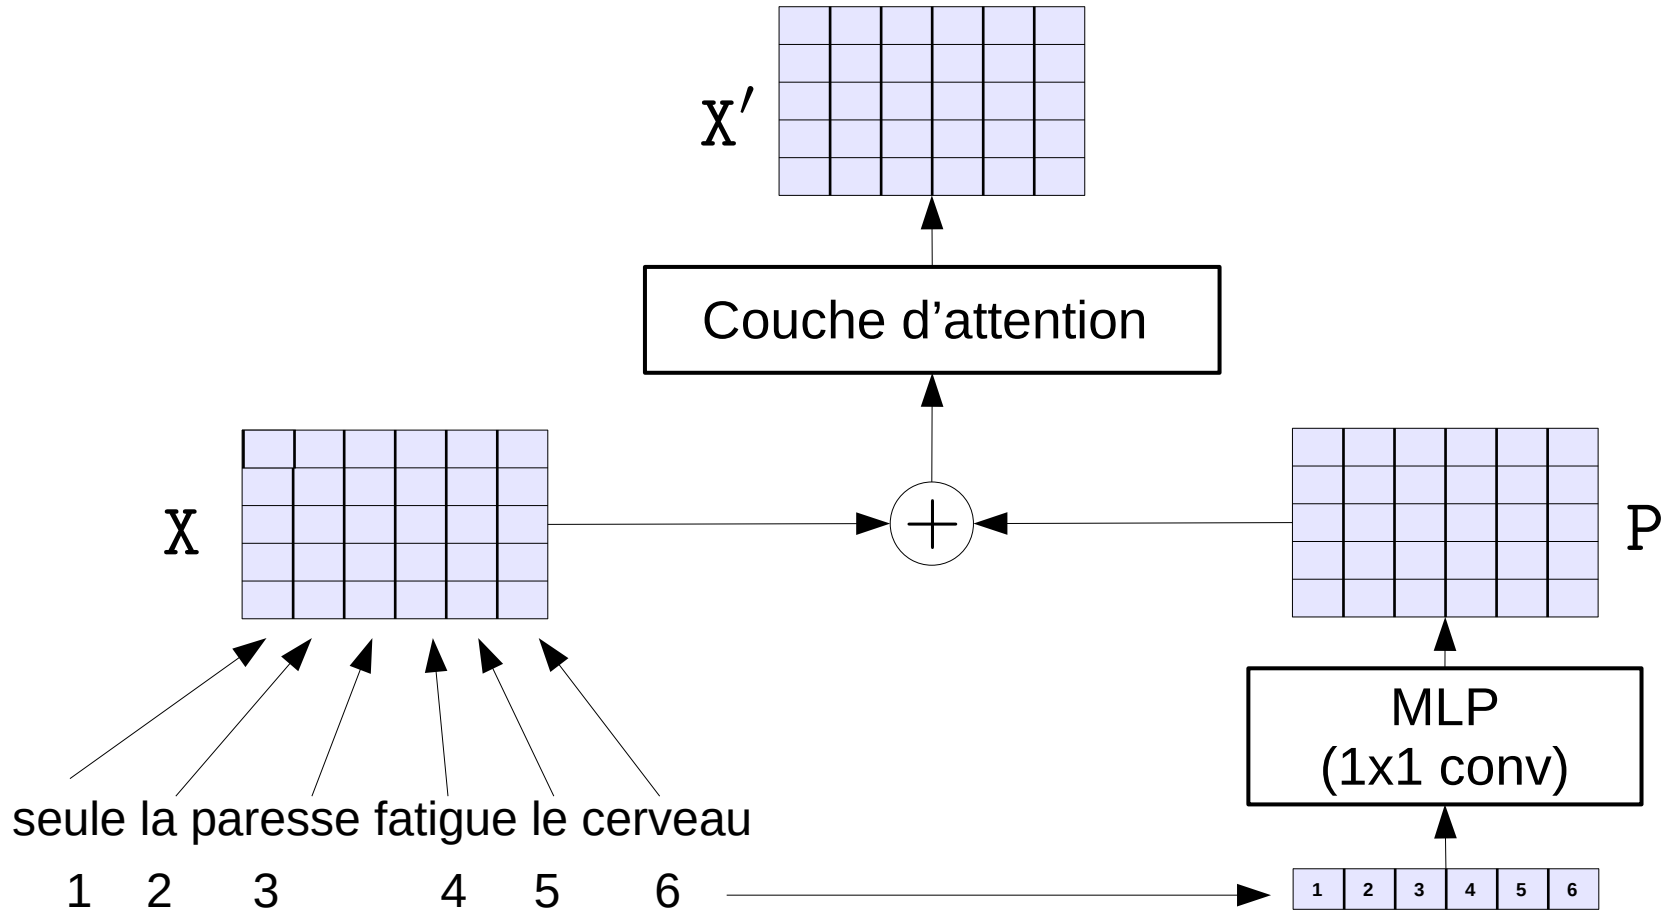 X′
Couche d’attention
X
P
MLP
(1x1 conv)
seule la paresse fatigue le cerveau
1 2 3 4 5 6
1 2 3 4 5 6